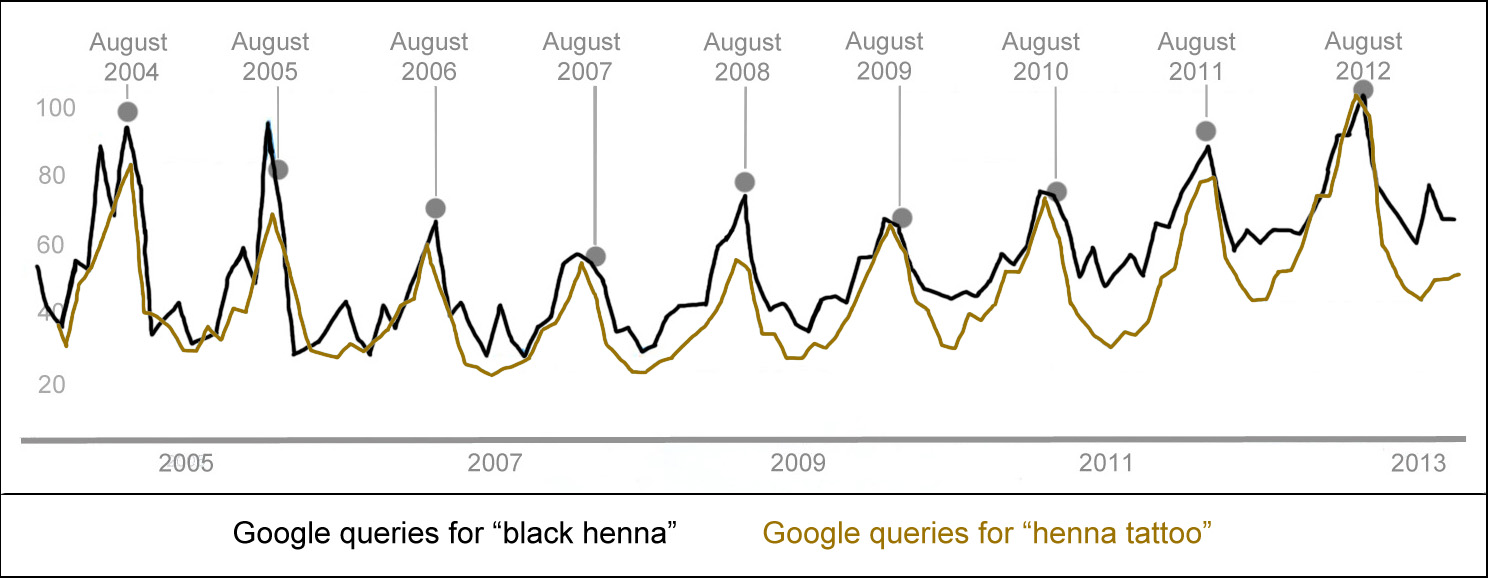 August August August August August August August August August
2004 2005 2006 2007 2008 2009 2010 2011 2012
100
80
60
40
20
2005 2007 2009 2011 2013
Google queries for “black henna” Google queries for “henna tattoo”